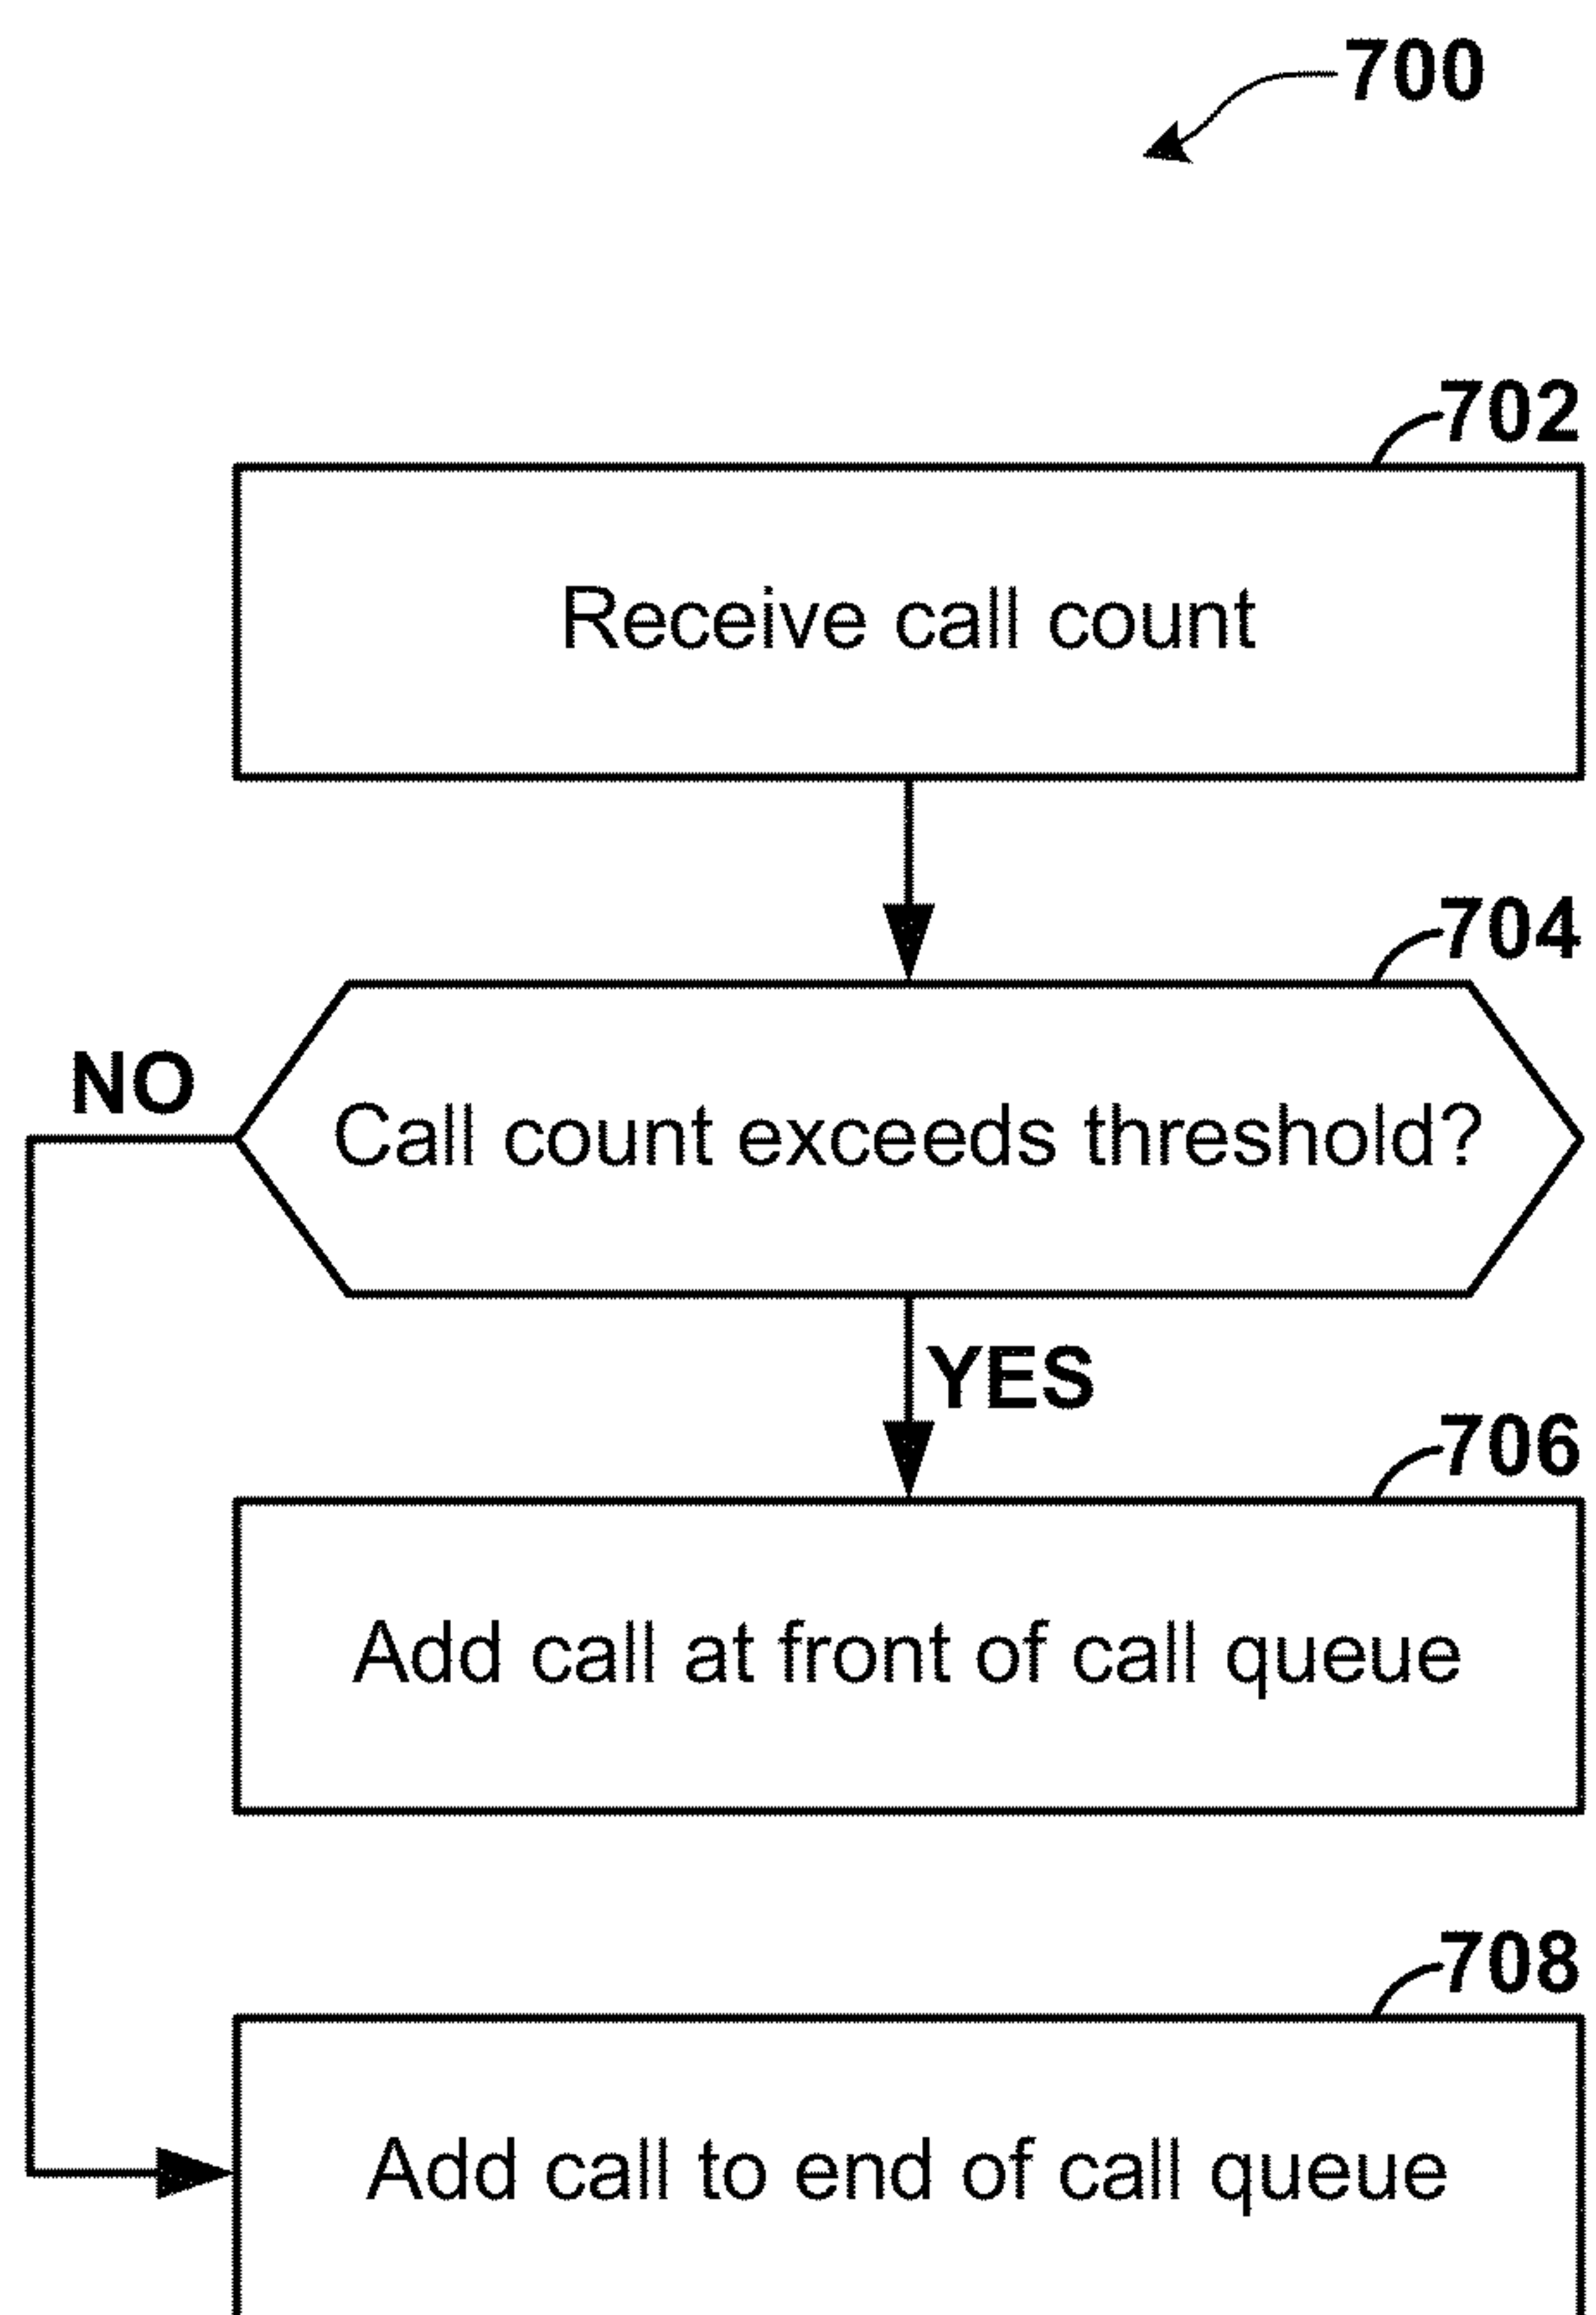 700
702
Receive call count
704
NO
Call count exceeds threshold?
YES
706
Add call at front of call queue
708
Add call to end of call queue